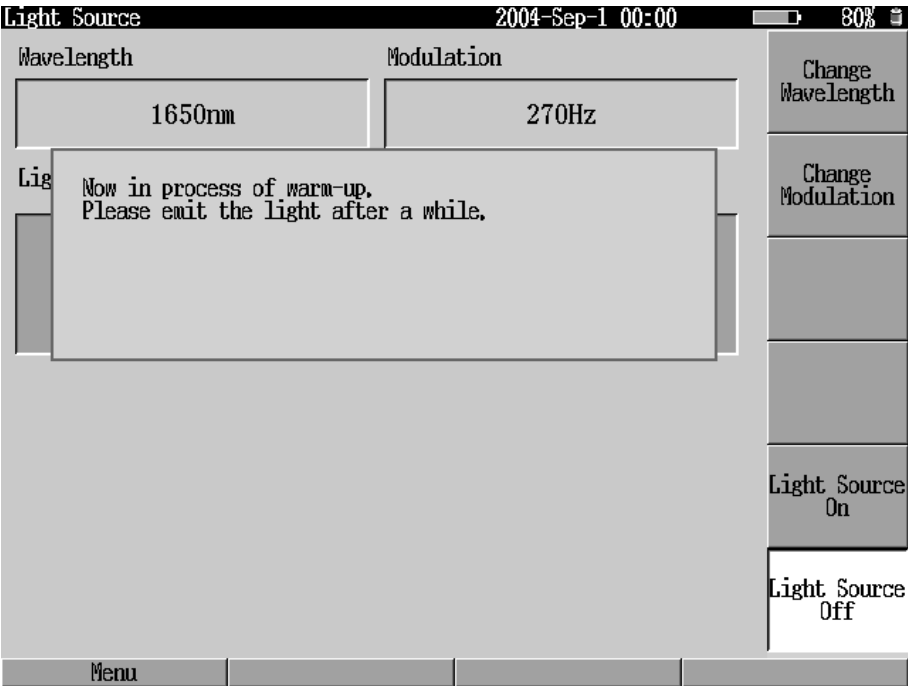 Light Source 2004-Sep-1 00:00 80%
Wavelength Modulation
1650nm 270Hz
Lig
Now in process of warm-up.
Please emit the light after a while.
Change
Wavelength
Change
Modulation
Light Source
On
Light Source
Off
Menu